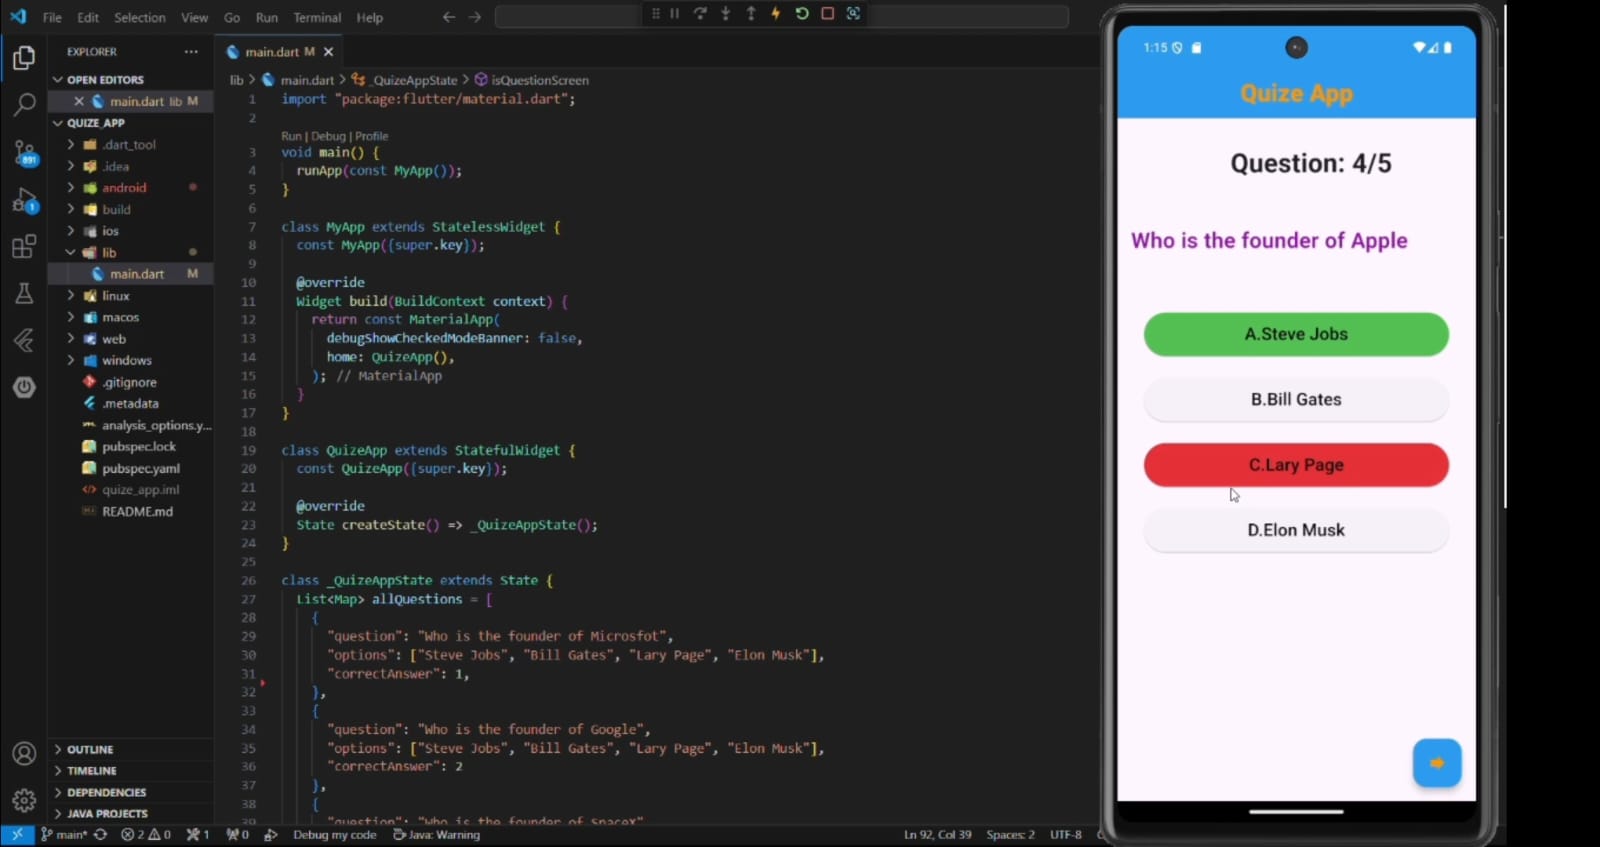 File Edit Selection View Go Run Terminal Help
EXPLORER
OPEN EDITORS
main.dart lib M
QUIZE_APP
.dart_tool
.idea
android
build
ios
lib
main.dart M
linux
macos
web
windows
.gitignore
.metadata
analysis_options.y...
pubspec.lock
pubspec.yaml
quize_app.iml
README.md
OUTLINE
TIMELINE
DEPENDENCIES
JAVA PROJECTS
891
1
main.dart M
lib > main.dart > _QuizeAppState > isQuestionScreen
1 import "package:flutter/material.dart";
2
Run | Debug | Profile
3 void main() {
4 runApp(const MyApp());
5 }
6
7 class MyApp extends StatelessWidget {
8 const MyApp({super.key});
9
10 @override
11 Widget build(BuildContext context) {
12 return const MaterialApp(
13 debugShowCheckedModeBanner: false,
14 home: QuizeApp(),
15 ); // MaterialApp
16 }
17 }
18
19 class QuizeApp extends StatefulWidget {
20 const QuizeApp({super.key});
21
22 @override
23 State createState() => _QuizeAppState();
24 }
25
26 class _QuizeAppState extends State {
27 List<Map> allQuestions = [
28 {
29 "question": "Who is the founder of Microsfot",
30 "options": ["Steve Jobs", "Bill Gates", "Lary Page", "Elon Musk"],
31 "correctAnswer": 1,
32 },
33 {
34 "question": "Who is the founder of Google",
35 "options": ["Steve Jobs", "Bill Gates", "Lary Page", "Elon Musk"],
36 "correctAnswer": 2
37 },
38 {
39 "question": "Who is the founder of SpaceX"
main* 2 0 1 0 Debug my code Java: Warning Ln 92, Col 39 Spaces: 2 UTF-8
1:15
Quize App
Question: 4/5
Who is the founder of Apple
A.Steve Jobs
B.Bill Gates
C.Lary Page
D.Elon Musk